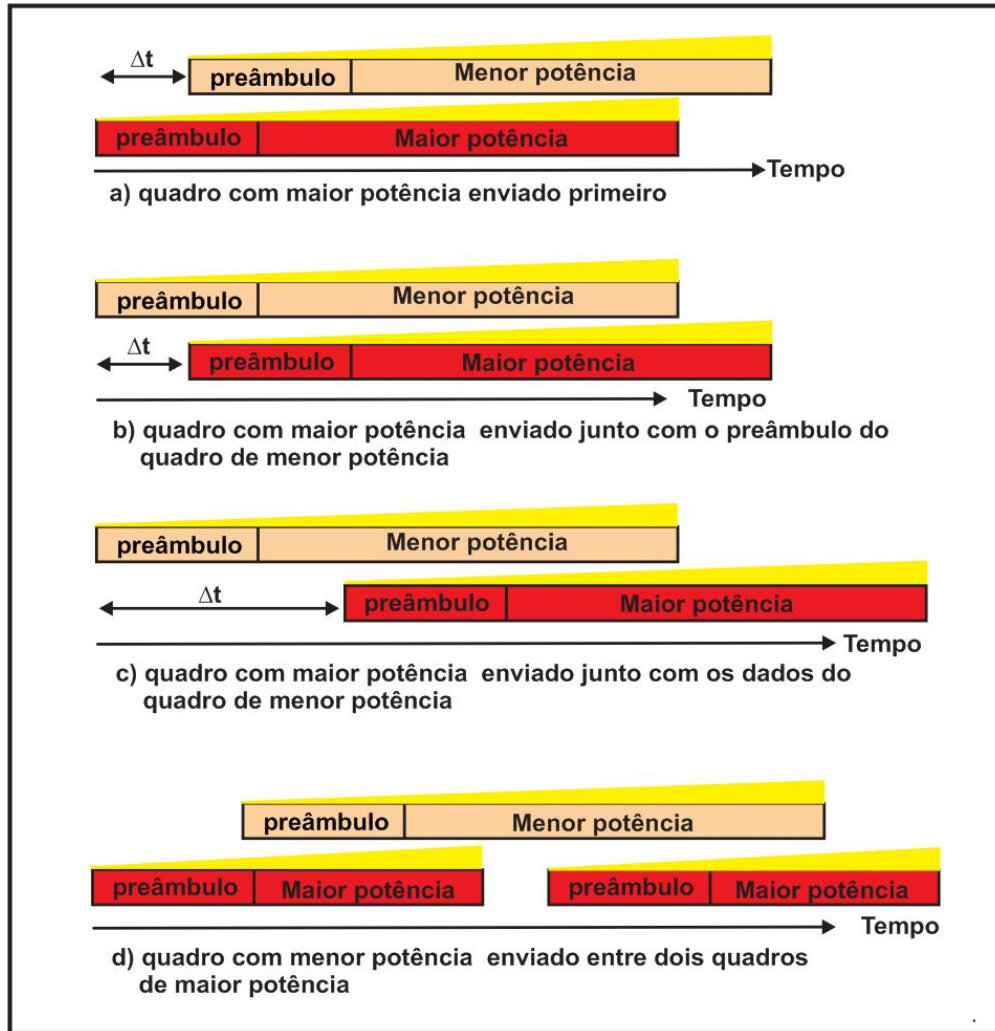 Δt
preâmbulo Menor potência
preâmbulo Maior potência
Tempo
a) quadro com maior potência enviado primeiro
preâmbulo Menor potência
Δt
preâmbulo Maior potência
Tempo
b) quadro com maior potência enviado junto com o preâmbulo do
quadro de menor potência
preâmbulo Menor potência
Δt
preâmbulo Maior potência
Tempo
c) quadro com maior potência enviado junto com os dados do
quadro de menor potência
preâmbulo Menor potência
preâmbulo Maior potência preâmbulo Maior potência
Tempo
d) quadro com menor potência enviado entre dois quadros
de maior potência